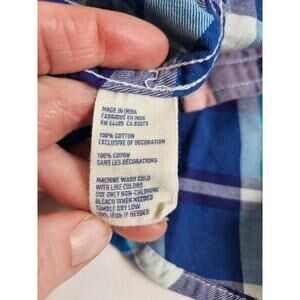 MADE IN INDIA
FABRIQUÉ EN INDE
RN 54485 CA 03073
100% COTTON
EXCLUSIVE OF DECORATION
100% COTON
SANS LES DÉCORATIONS
MACHINE WASH COLD
WITH LIKE COLORS
USE ONLY NON-CHLORINE
BLEACH WHEN NEEDED
TUMBLE DRY LOW
IRON IF NEEDED